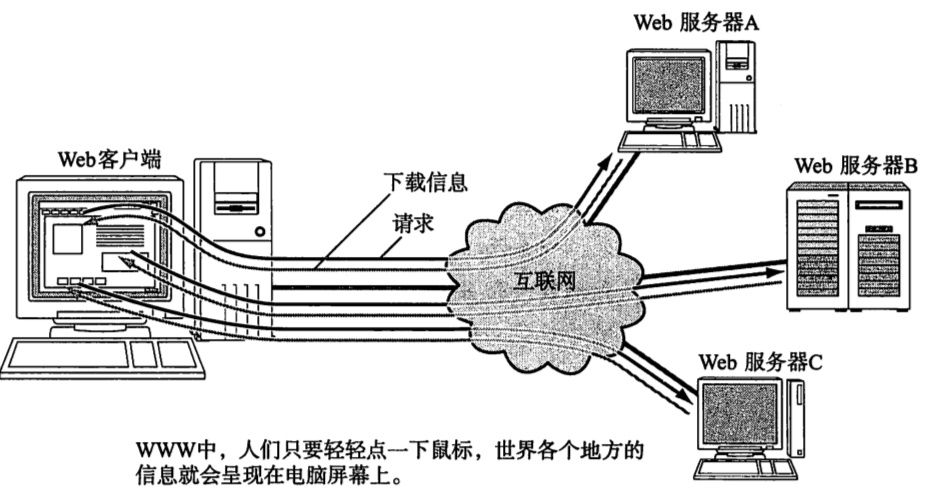 Web 服务器A
Web客户端
Web 服务器B
下载信息
请求
互联网
Web 服务器C
WWW中，人们只要轻轻点一下鼠标，世界各个地方的
信息就会呈现在电脑屏幕上。